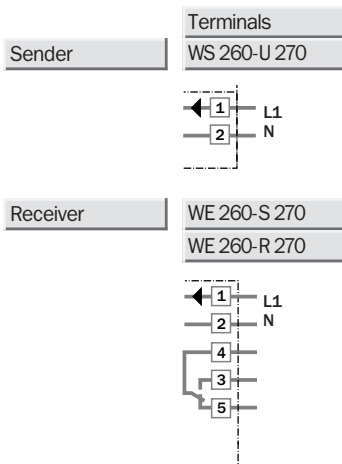 Terminals
Sender
WS 260-U 270
1 L1
2 N
Receiver
WE 260-S 270
WE 260-R 270
1 L1
2 N
4
3
5